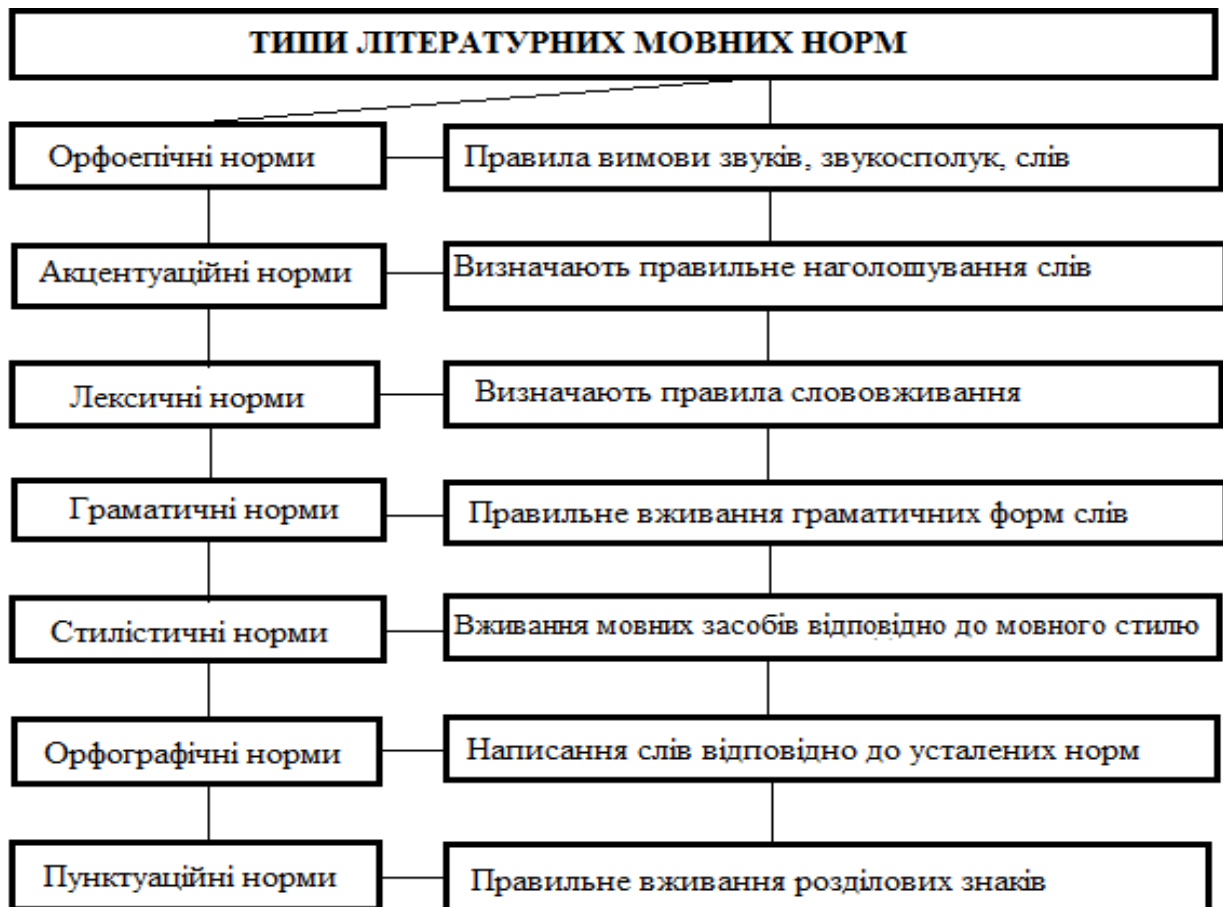 ТИПИ ЛІТЕРАТУРНИХ МОВНИХ НОРМ
Орфоепічні норми
Правила вимови звуків, звукосполук, слів
Акцентуаційні норми
Визначають правильне наголошування слів
Лексичні норми
Визначають правила слововживання
Граматичні норми
Правильне вживання граматичних форм слів
Стилістичні норми
Вживання мовних засобів відповідно до мовного стилю
Орфографічні норми
Написання слів відповідно до усталених норм
Пунктуаційні норми
Правильне вживання розділових знаків